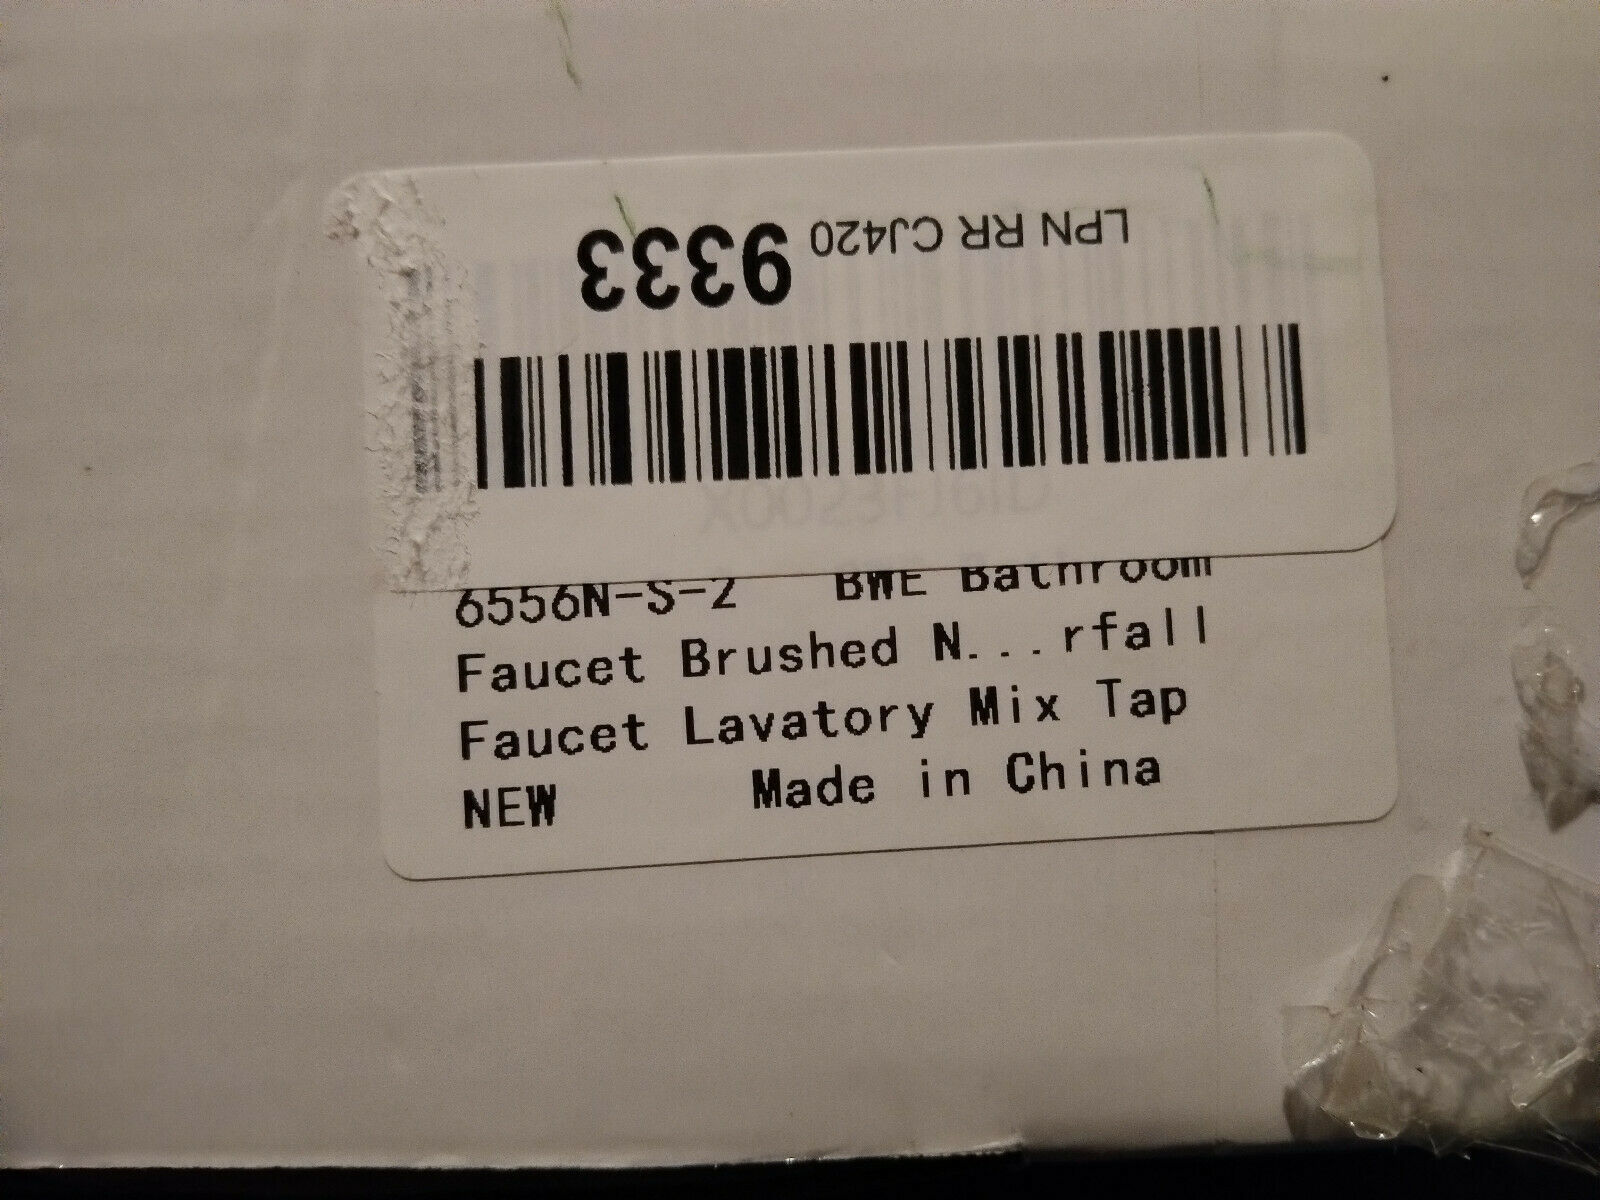 LPN RR CJ420 9333
6556N-S-2 BWE Bathroom
Faucet Brushed N...rfall
Faucet Lavatory Mix Tap
NEW Made in China